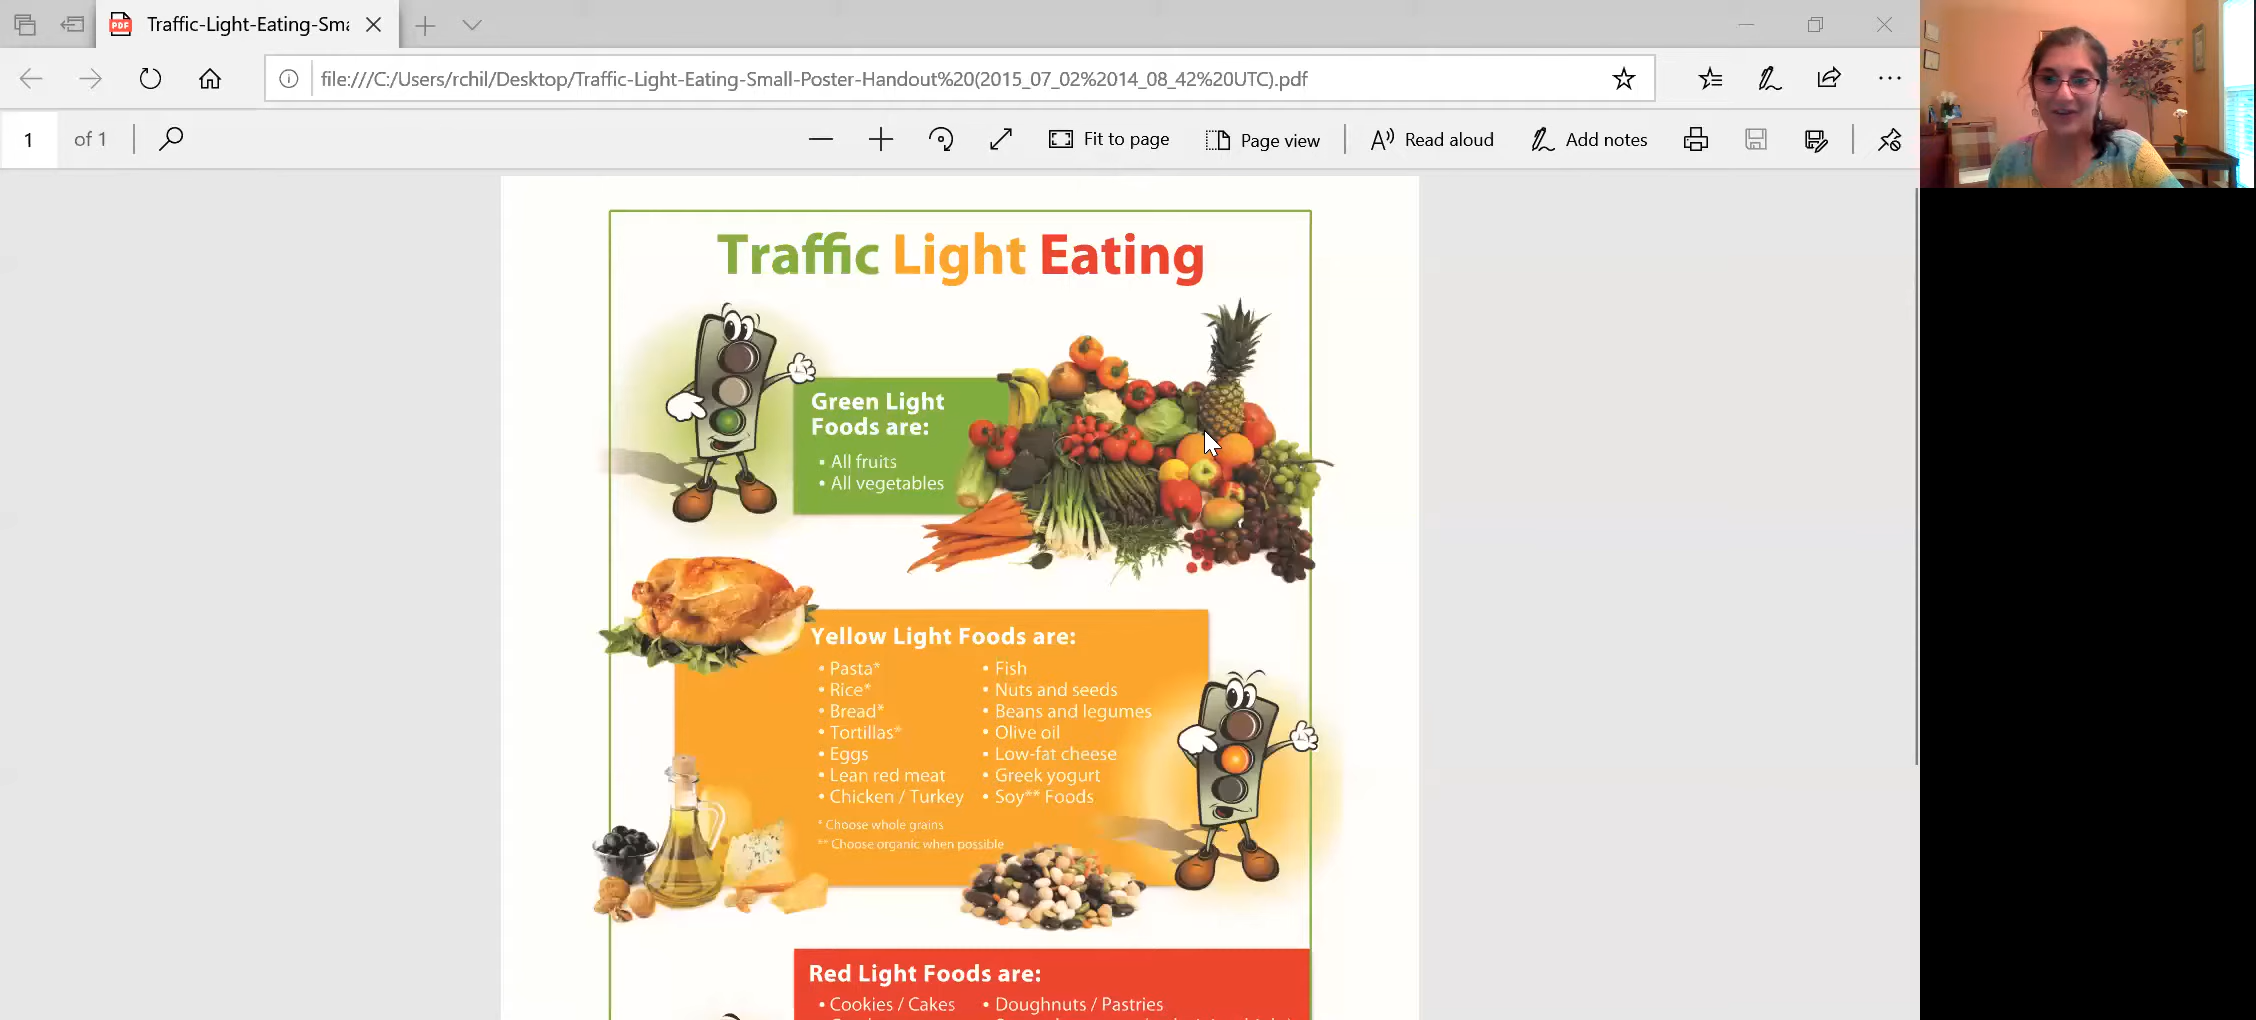 Traffic-Light-Eating-Sma
file:///C:/Users/rchil/Desktop/Traffic-Light-Eating-Small-Poster-Handout%20(2015_07_02%2014_08_42%20UTC).pdf
1 of 1
Fit to page
Page view
Read aloud
Add notes
Traffic Light Eating
Green Light
Foods are:
• All fruits
• All vegetables
Yellow Light Foods are:
• Pasta*
• Rice*
• Bread*
• Tortillas*
• Eggs
• Lean red meat
• Chicken / Turkey
• Fish
• Nuts and seeds
• Beans and legumes
• Olive oil
• Low-fat cheese
• Greek yogurt
• Soy** Foods
* Choose whole grains
** Choose organic when possible
Red Light Foods are:
• Cookies / Cakes
• Doughnuts / Pastries